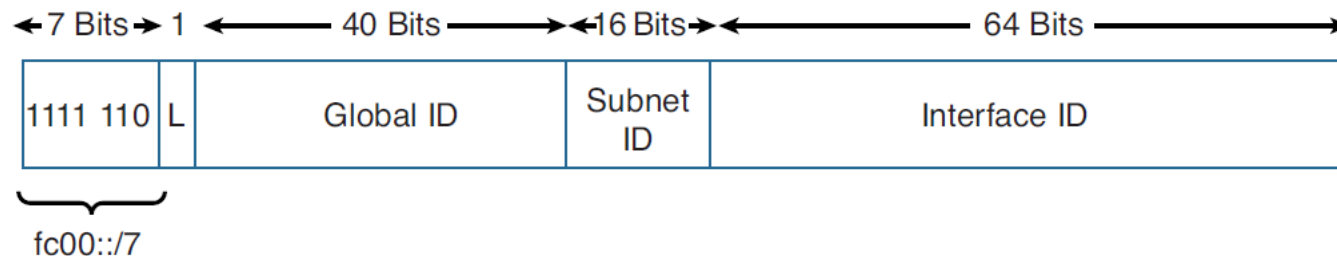 7 Bits 1 40 Bits 16 Bits 64 Bits
1111 110 L Global ID Subnet ID Interface ID
fc00::/7